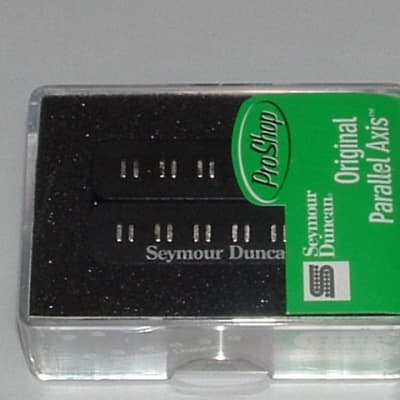 ProShop
Original
Parallel Axis™
Seymour
Duncan®
Seymour Duncan